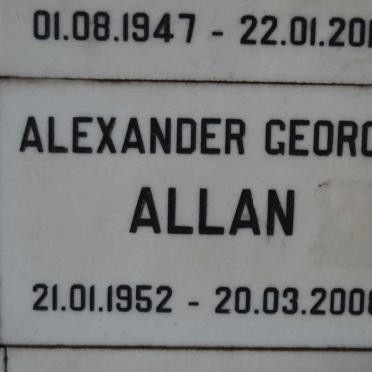 01.08.1947 - 22.01.20
ALEXANDER GEORG
ALLAN
21.01.1952 - 20.03.200